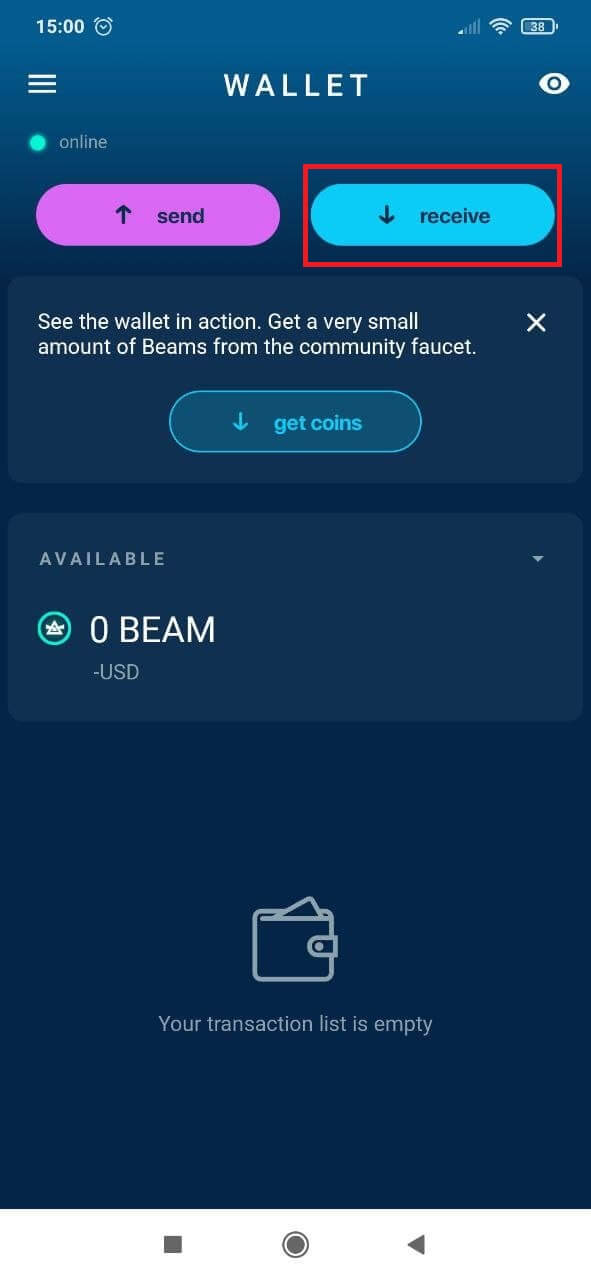 15:00
38
WALLET
online
send
receive
See the wallet in action. Get a very small
amount of Beams from the community faucet.
get coins
AVAILABLE
0 BEAM
-USD
Your transaction list is empty